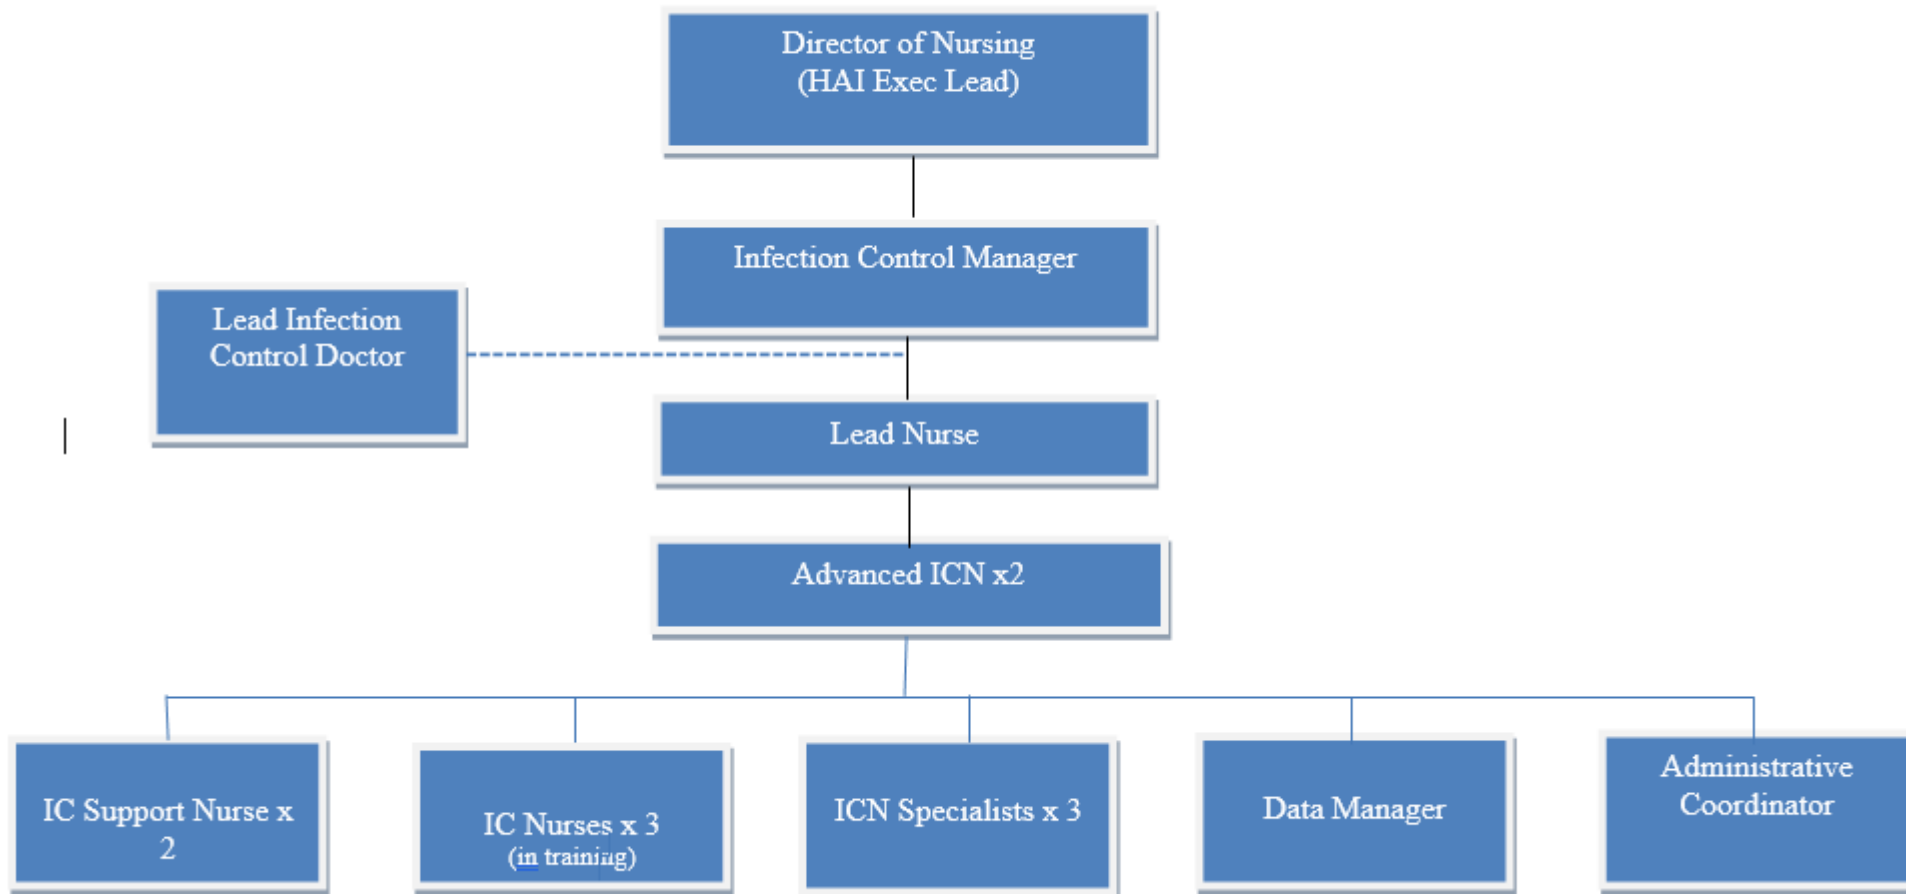 Director of Nursing
(HAI Exec Lead)
Infection Control Manager
Lead Infection
Control Doctor
Lead Nurse
Advanced ICN x2
IC Support Nurse x
2
IC Nurses x 3
(in training)
ICN Specialists x 3
Data Manager
Administrative
Coordinator